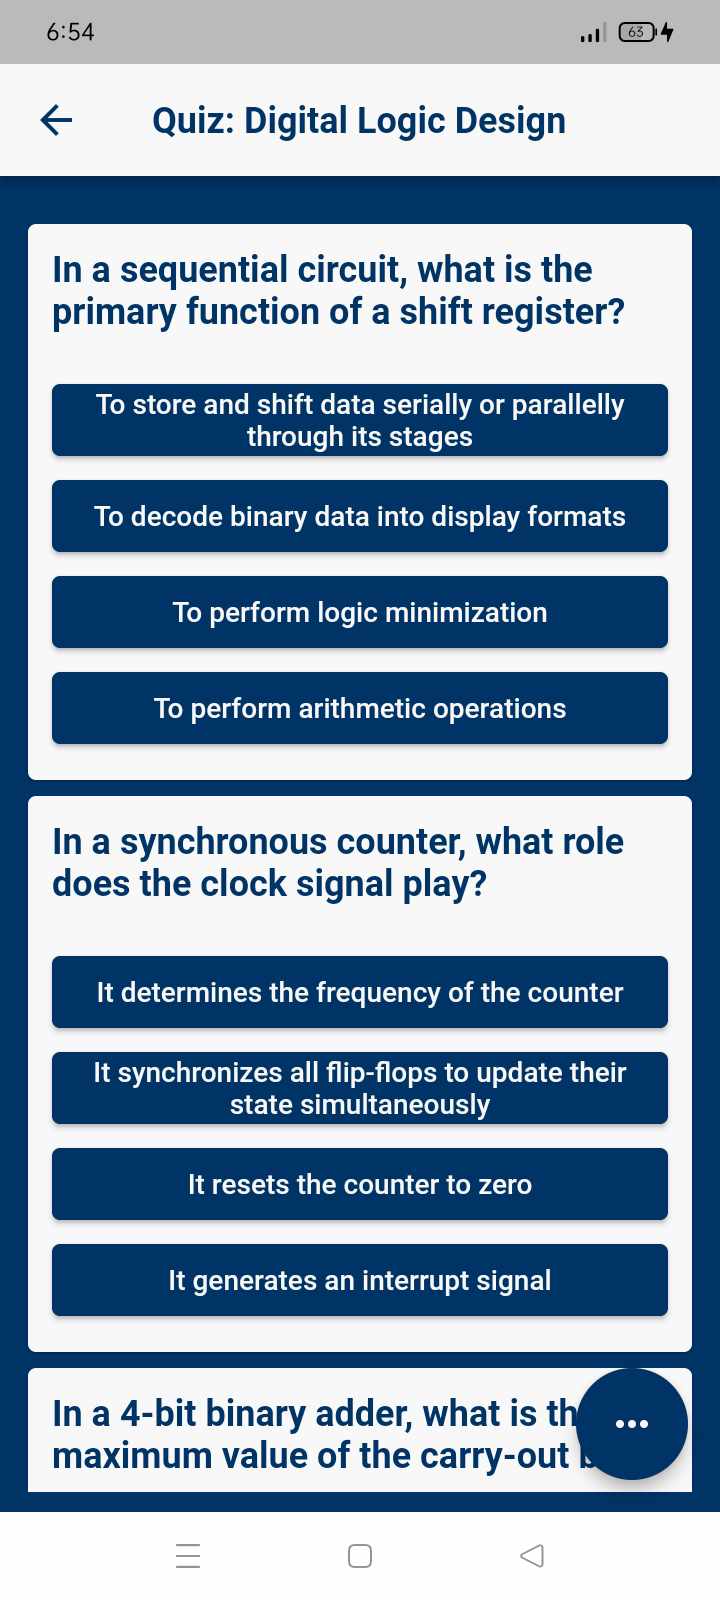 6:54
63
Quiz: Digital Logic Design
In a sequential circuit, what is the
primary function of a shift register?
To store and shift data serially or parallelly
through its stages
To decode binary data into display formats
To perform logic minimization
To perform arithmetic operations
In a synchronous counter, what role
does the clock signal play?
It determines the frequency of the counter
It synchronizes all flip-flops to update their
state simultaneously
It resets the counter to zero
It generates an interrupt signal
In a 4-bit binary adder, what is
maximum value of the carry-out